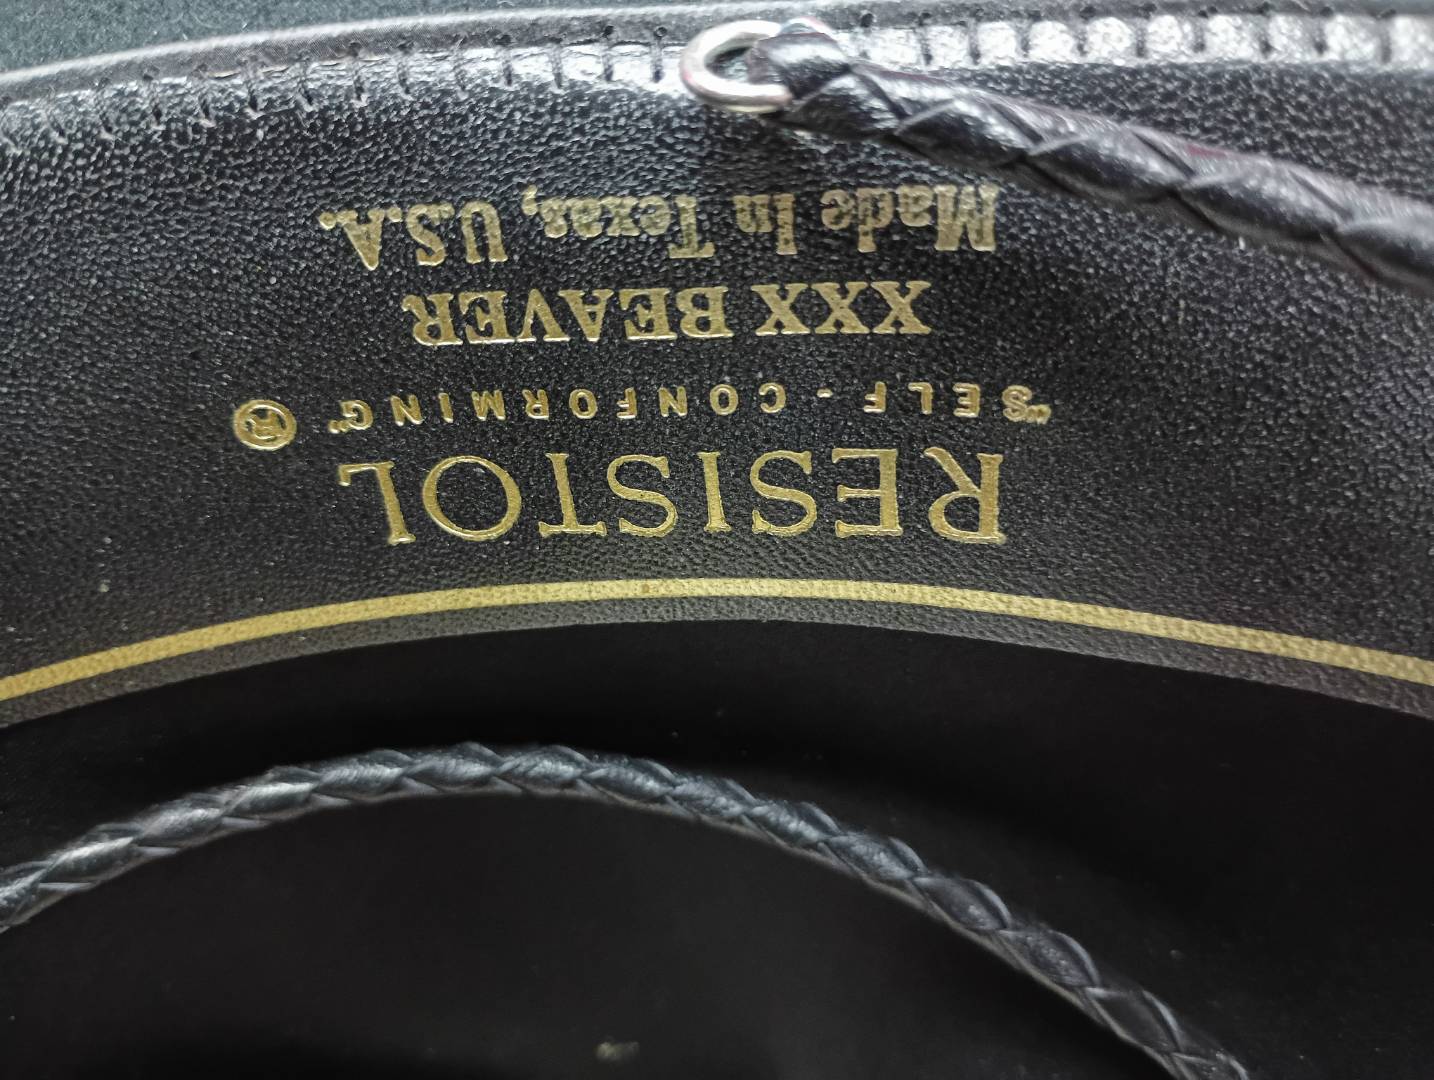 RESISTOL
"SELF-CONFORMING" ®
XXX BEAVER
Made In Texas, U.S.A.